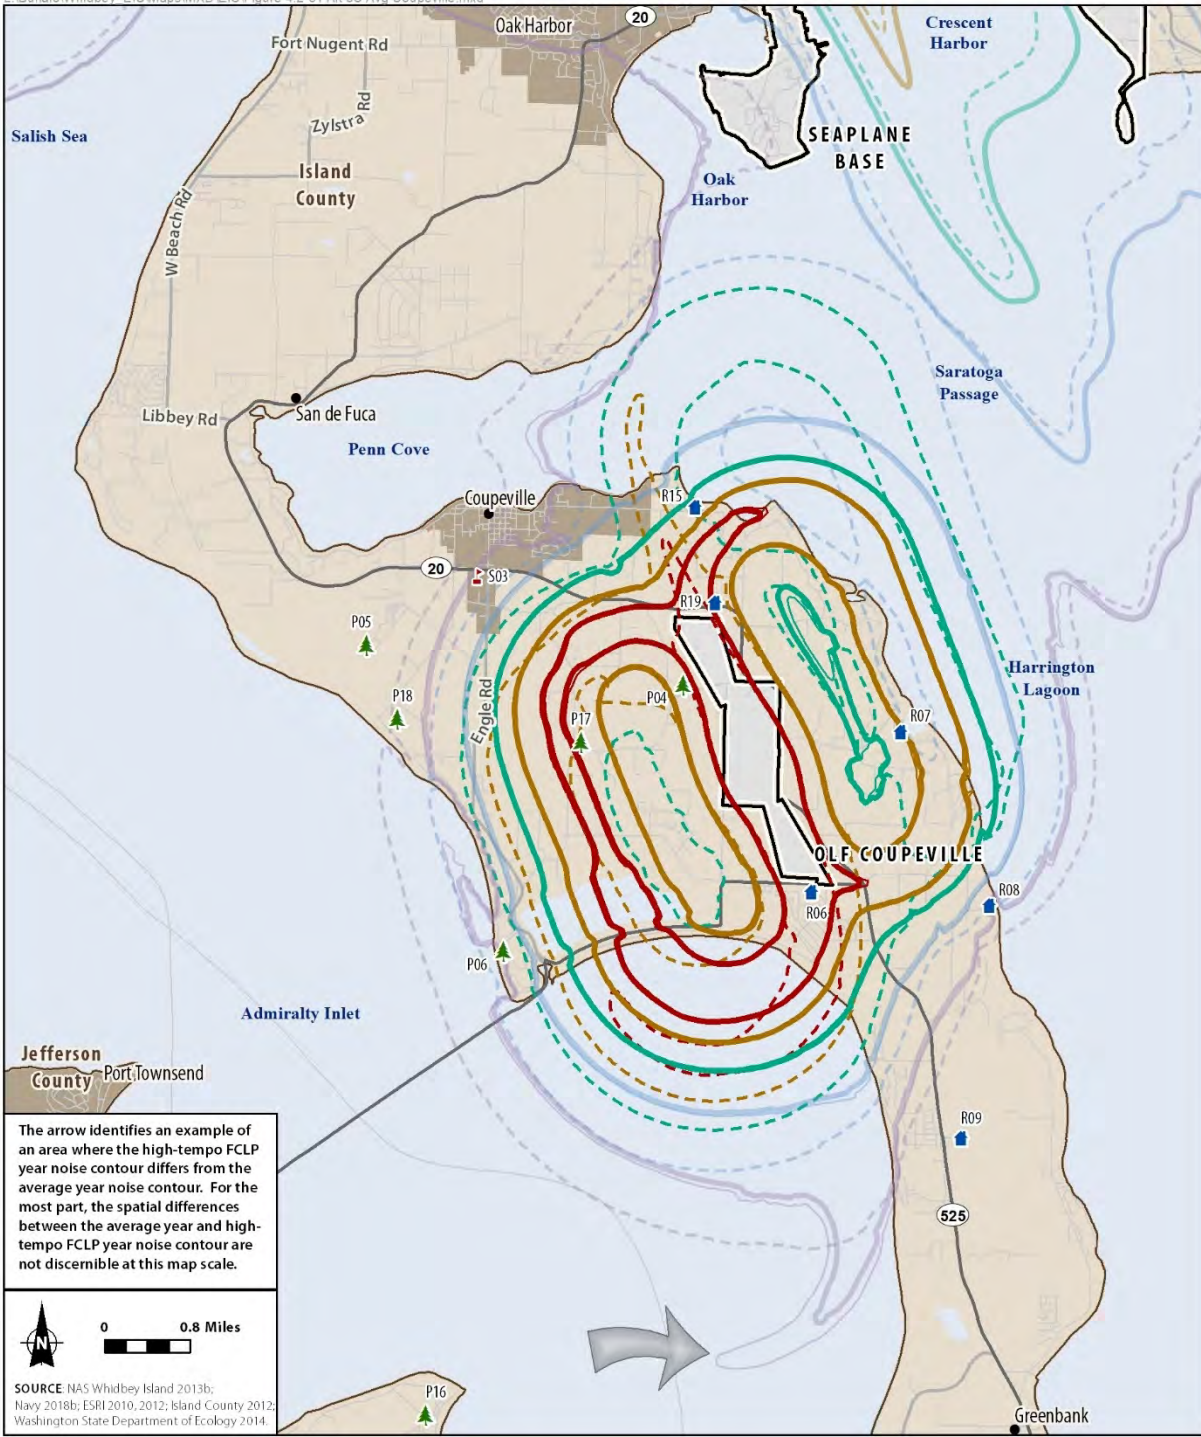 Oak Harbor
20
Crescent
Harbor
Fort Nugent Rd
Zylstra Rd
Salish Sea
SEAPLANE
BASE
Island
County
Oak
Harbor
W Beach Rd
Saratoga
Passage
Libbey Rd
San de Fuca
Penn Cove
Coupeville
R15
20
S03
R19
P05
Harrington
Lagoon
P18
P04
Engle Rd
P17
R07
OLF COUPEVILLE
R08
R06
P06
Admiralty Inlet
Jefferson
County
Port Townsend
R09
The arrow identifies an example of
an area where the high-tempo FCLP
year noise contour differs from the
average year noise contour. For the
most part, the spatial differences
between the average year and high-
tempo FCLP year noise contour are
not discernible at this map scale.
525
N
0 0.8 Miles
SOURCE: NAS Whidbey Island 2013b;
Navy 2018b; ESRI 2010, 2012; Island County 2012;
Washington State Department of Ecology 2014.
P16
Greenbank